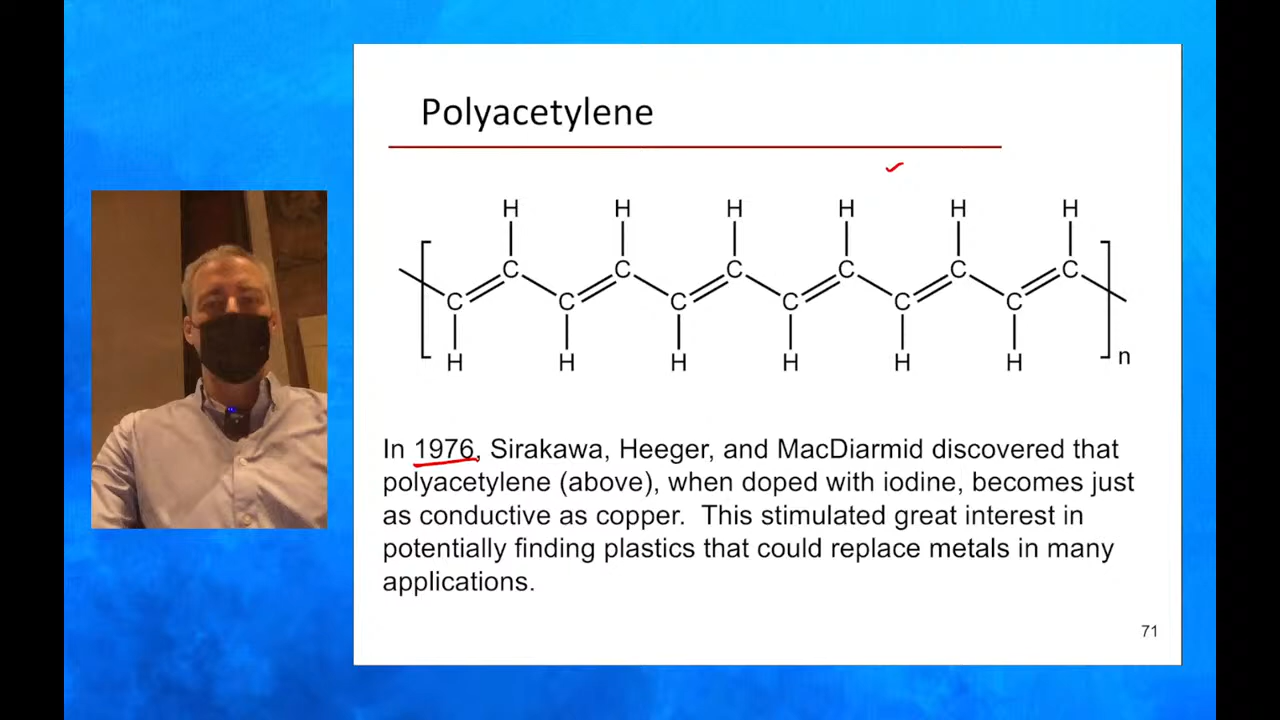 Polyacetylene
H H H H H H
C C C C C C
C C C C C C
H H H H H H
n
In 1976, Sirakawa, Heeger, and MacDiarmid discovered that
polyacetylene (above), when doped with iodine, becomes just
as conductive as copper. This stimulated great interest in
potentially finding plastics that could replace metals in many
applications.
71